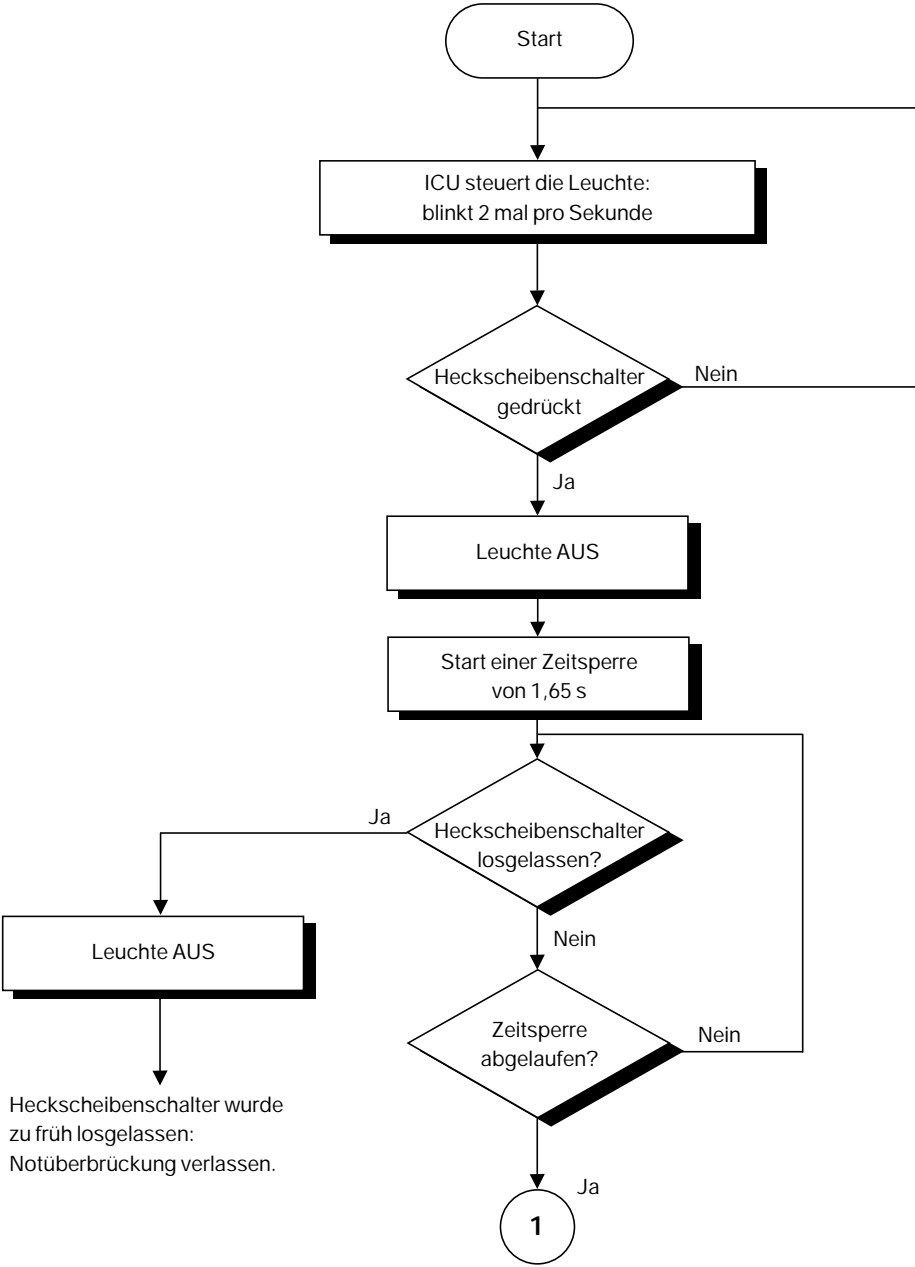 Start
ICU steuert die Leuchte:
blinkt 2 mal pro Sekunde
Heckscheibenschalter
gedrückt
Nein
Ja
Leuchte AUS
Start einer Zeitsperre
von 1,65 s
Heckscheibenschalter
losgelassen?
Ja
Nein
Leuchte AUS
Zeitsperre
abgelaufen?
Nein
Heckscheibenschalter wurde
zu früh losgelassen:
Notüberbrückung verlassen.
Ja
1